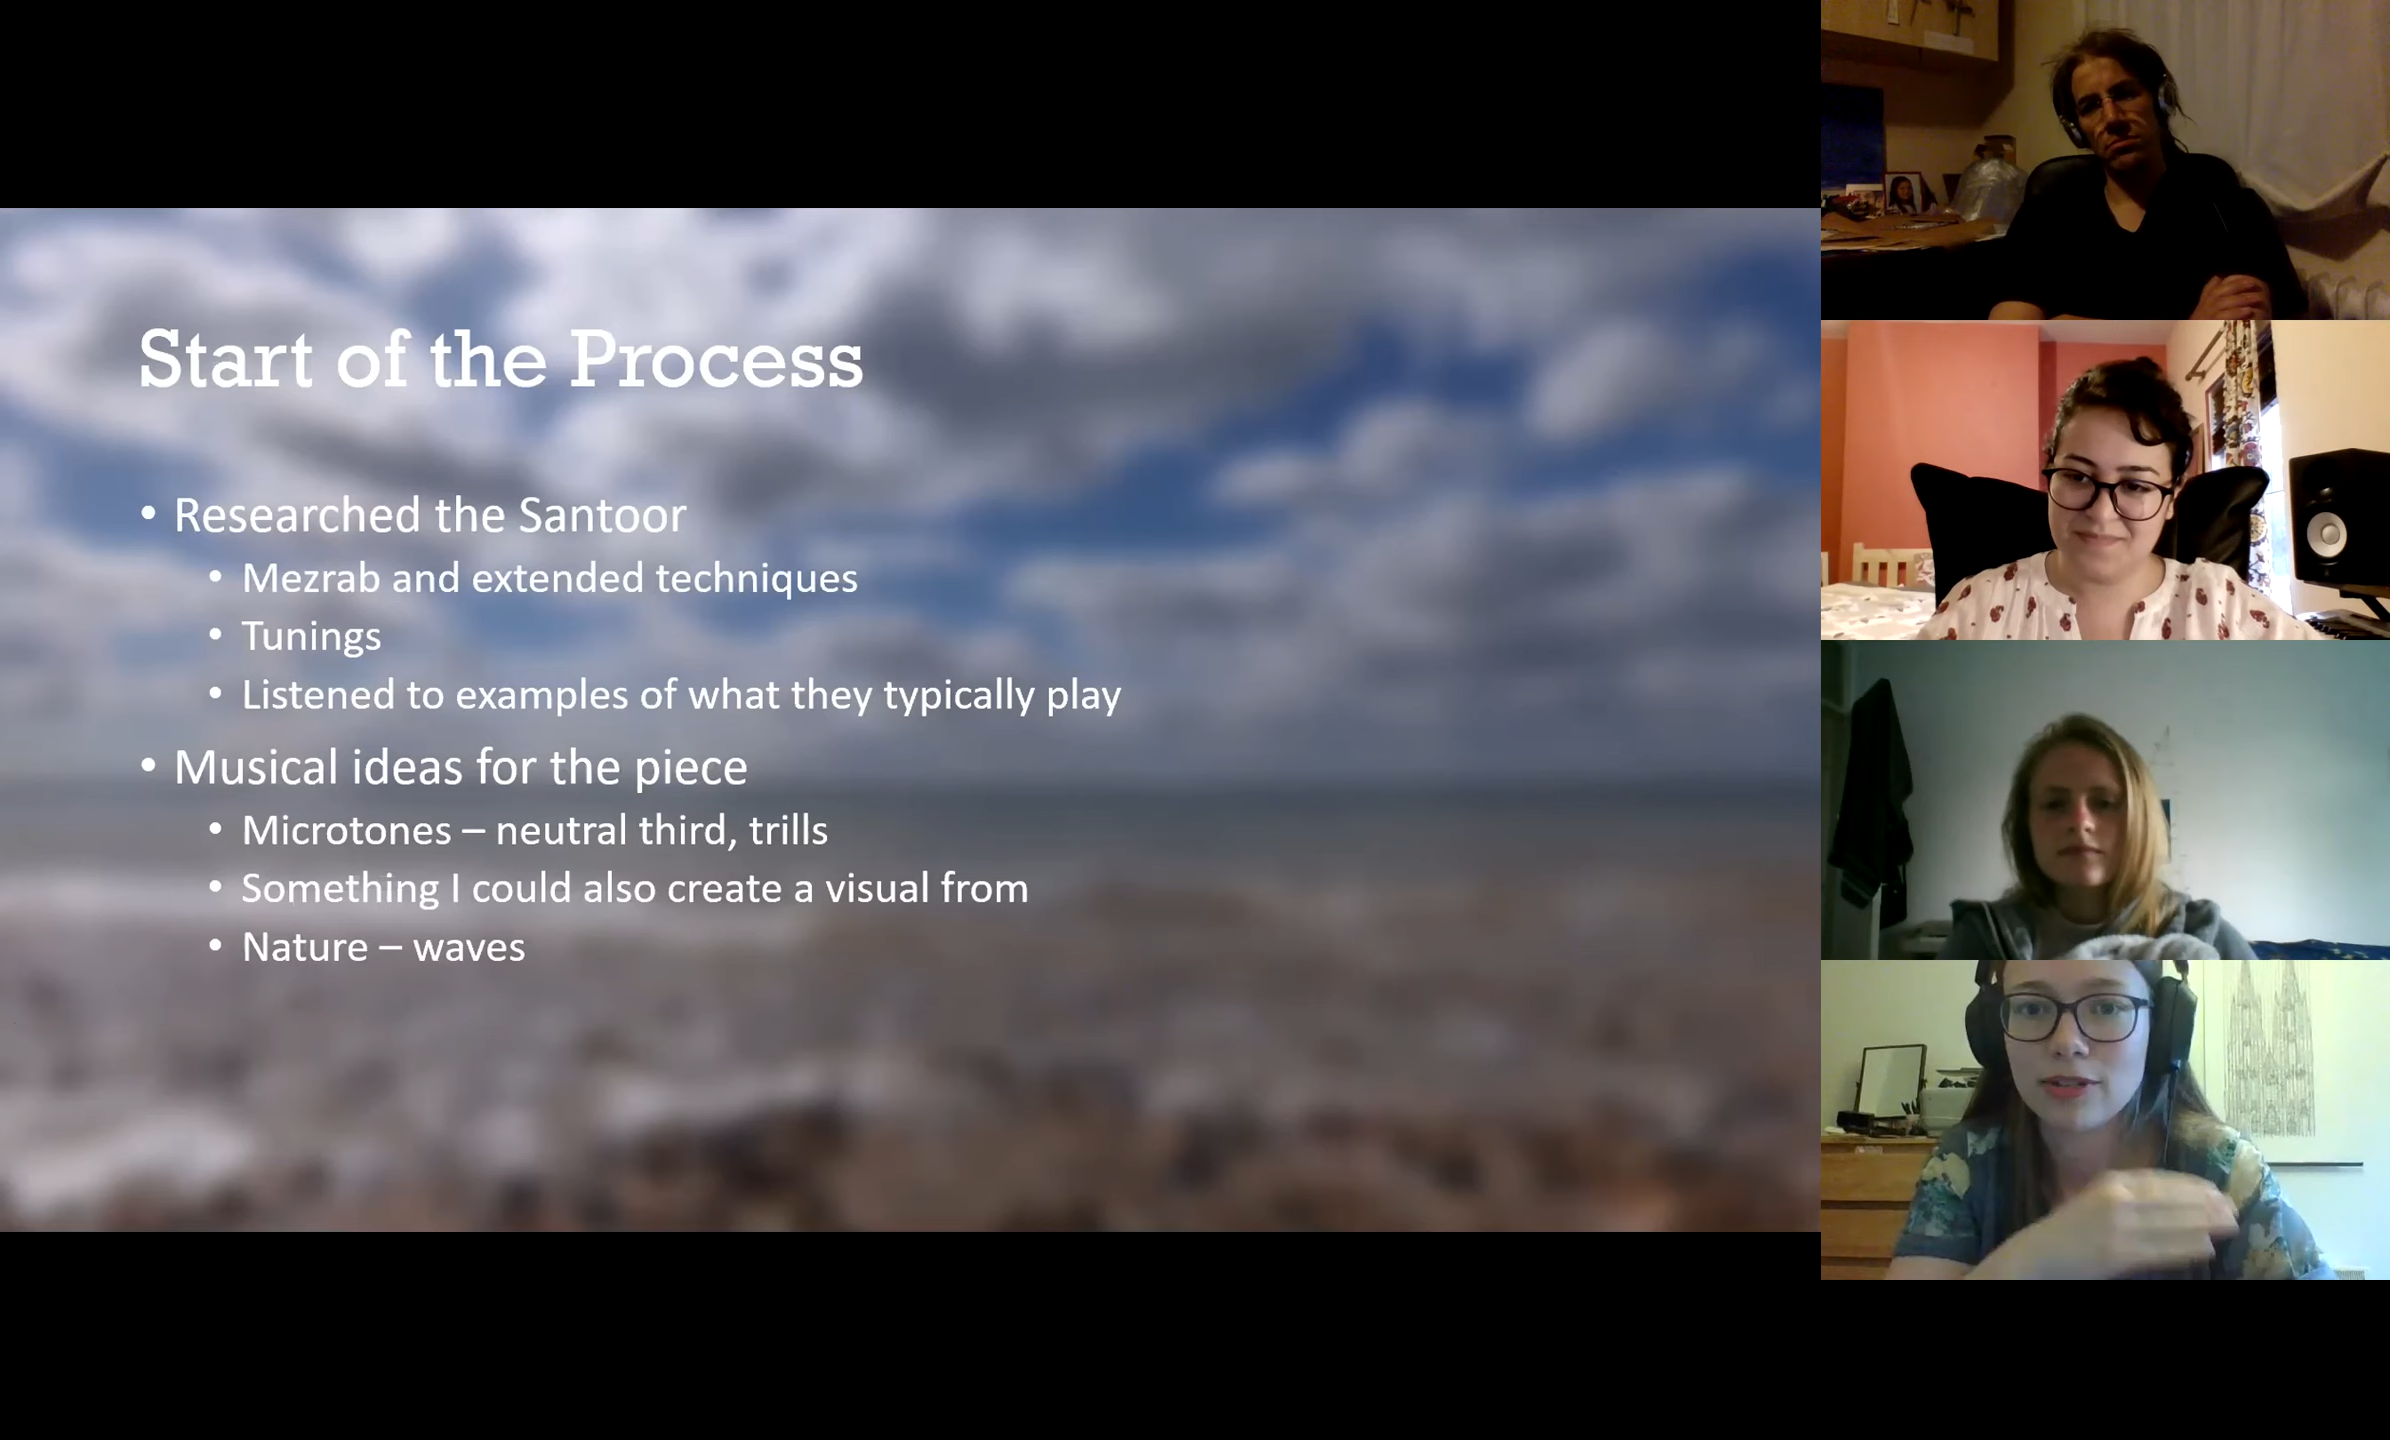 Start of the Process
• Researched the Santoor
• Mezrab and extended techniques
• Tunings
• Listened to examples of what they typically play
• Musical ideas for the piece
• Microtones – neutral third, trills
• Something I could also create a visual from
• Nature – waves